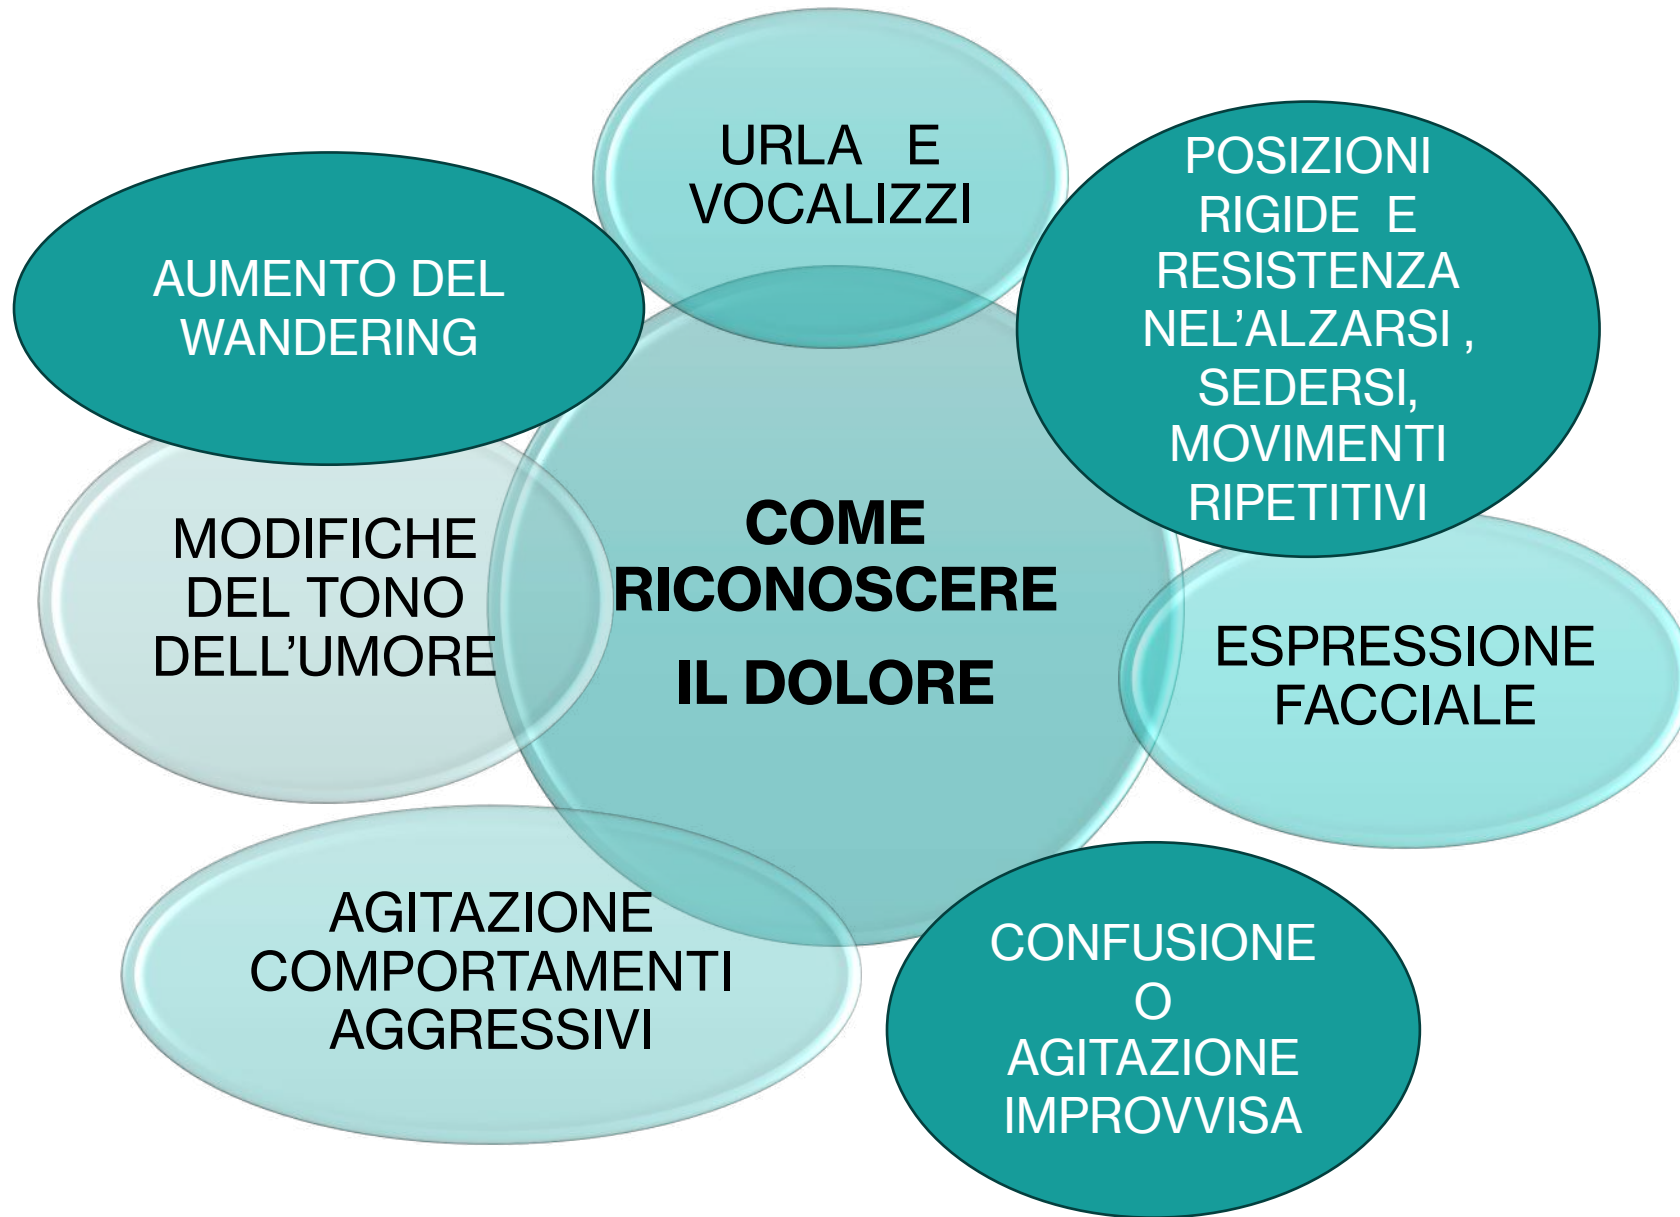 URLA E
VOCALIZZI
POSIZIONI
RIGIDE E
RESISTENZA
NEL’ALZARSI ,
SEDERSI,
MOVIMENTI
RIPETITIVI
AUMENTO DEL
WANDERING
COME
RICONOSCERE
IL DOLORE
MODIFICHE
DEL TONO
DELL’UMORE
ESPRESSIONE
FACCIALE
AGITAZIONE
COMPORTAMENTI
AGGRESSIVI
CONFUSIONE
O
AGITAZIONE
IMPROVVISA